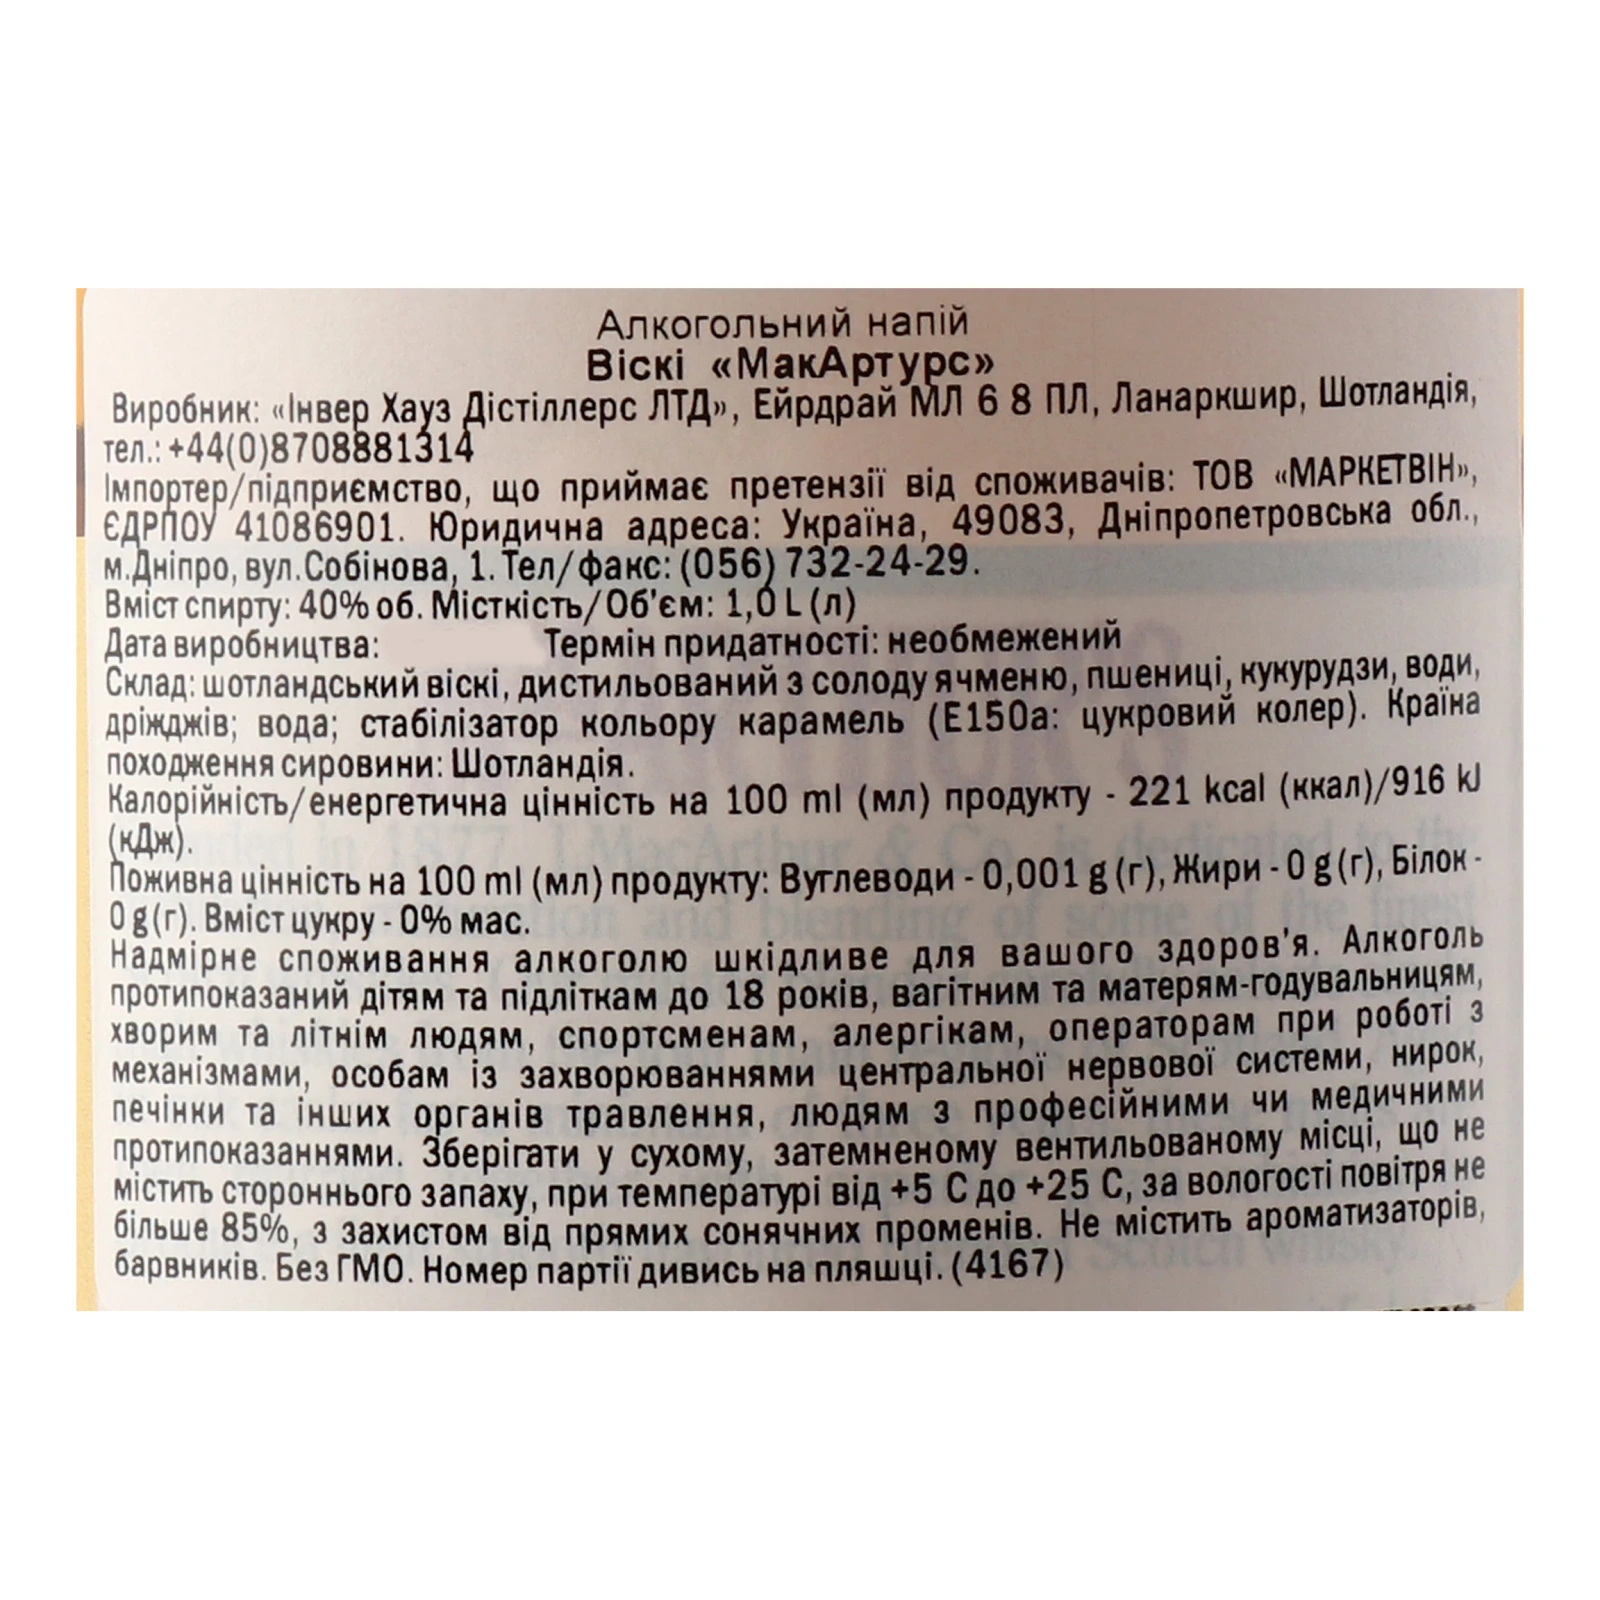 Алкогольний напій
Віскі «МакАртурс»
Виробник: «Інвер Хауз Дістіллерс ЛТД», Ейрдрай МЛ 6 8 ПЛ, Ланаркшир, Шотландія,
тел.: +44(0)8708881314
Імпортер/підприємство, що приймає претензії від споживачів: ТОВ «МАРКЕТВІН»,
ЄДРПОУ 41086901. Юридична адреса: Україна, 49083, Дніпропетровська обл.,
м.Дніпро, вул.Собінова, 1. Тел/факс: (056) 732-24-29.
Вміст спирту: 40% об. Місткість/Об'єм: 1,0 L (л)
Дата виробництва: Термін придатності: необмежений
Склад: шотландський віскі, дистильований з солоду ячменю, пшениці, кукурудзи, води,
дріжджів; вода; стабілізатор кольору карамель (Е150а: цукровий колер). Країна
походження сировини: Шотландія.
Калорійність/енергетична цінність на 100 ml (мл) продукту - 221 kcal (ккал)/916 kJ
(кДж).
Поживна цінність на 100 ml (мл) продукту: Вуглеводи - 0,001 g (г), Жири - 0 g (г), Білок -
0 g (г). Вміст цукру - 0% мас.
Надмірне споживання алкоголю шкідливе для вашого здоров'я. Алкоголь
протипоказаний дітям та підліткам до 18 років, вагітним та матерям-годувальницям,
хворим та літнім людям, спортсменам, алергікам, операторам при роботі з
механізмами, особам із захворюваннями центральної нервової системи, нирок,
печінки та інших органів травлення, людям з професійними чи медичними
протипоказаннями. Зберігати у сухому, затемненому вентильованому місці, що не
містить стороннього запаху, при температурі від +5 С до +25 С, за вологості повітря не
більше 85%, з захистом від прямих сонячних променів. Не містить ароматизаторів,
барвників. Без ГМО. Номер партії дивись на пляшці. (4167)